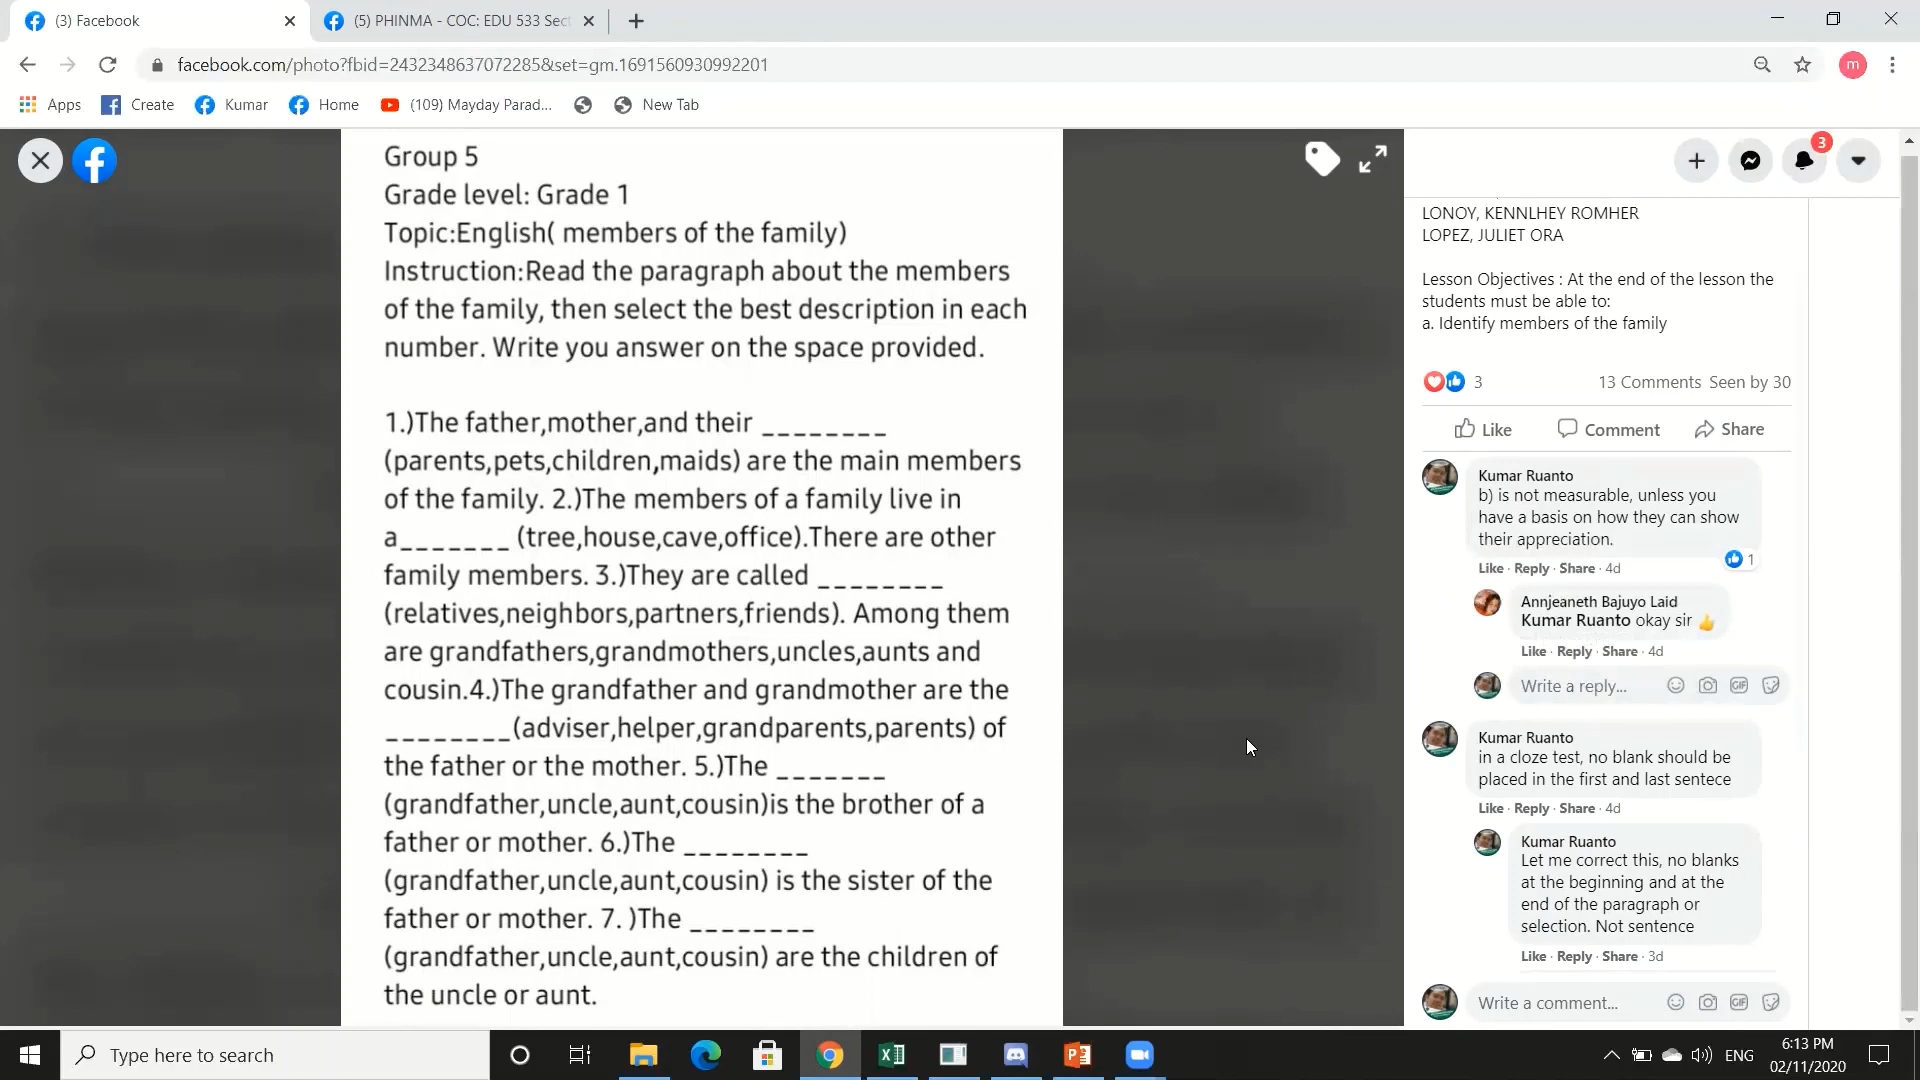 (3) Facebook
(5) PHINMA - COC: EDU 533 Sect
facebook.com/photo?fbid=2432348637072285&set=gm.1691560930992201
m
Apps
Create
Kumar
Home
(109) Mayday Parad...
New Tab
Group 5
Grade level: Grade 1
Topic:English( members of the family)
Instruction:Read the paragraph about the members
of the family, then select the best description in each
number. Write you answer on the space provided.
1.)The father,mother,and their ________
(parents,pets,children,maids) are the main members
of the family. 2.)The members of a family live in
a_______ (tree,house,cave,office).There are other
family members. 3.)They are called ________
(relatives,neighbors,partners,friends). Among them
are grandfathers,grandmothers,uncles,aunts and
cousin.4.)The grandfather and grandmother are the
________(adviser,helper,grandparents,parents) of
the father or the mother. 5.)The _______
(grandfather,uncle,aunt,cousin)is the brother of a
father or mother. 6.)The ________
(grandfather,uncle,aunt,cousin) is the sister of the
father or mother. 7. )The ________
(grandfather,uncle,aunt,cousin) are the children of
the uncle or aunt.
3
LONOY, KENNLHEY ROMHER
LOPEZ, JULIET ORA
Lesson Objectives : At the end of the lesson the
students must be able to:
a. Identify members of the family
3
13 Comments Seen by 30
Like
Comment
Share
Kumar Ruanto
b) is not measurable, unless you
have a basis on how they can show
their appreciation.
1
Like · Reply · Share · 4d
Annjeaneth Bajuyo Laid
Kumar Ruanto okay sir
Like · Reply · Share · 4d
Write a reply...
GIF
Kumar Ruanto
in a cloze test, no blank should be
placed in the first and last sentece
Like · Reply · Share · 4d
Kumar Ruanto
Let me correct this, no blanks
at the beginning and at the
end of the paragraph or
selection. Not sentence
Like · Reply · Share · 3d
Write a comment...
GIF
Type here to search
ENG
6:13 PM
02/11/2020